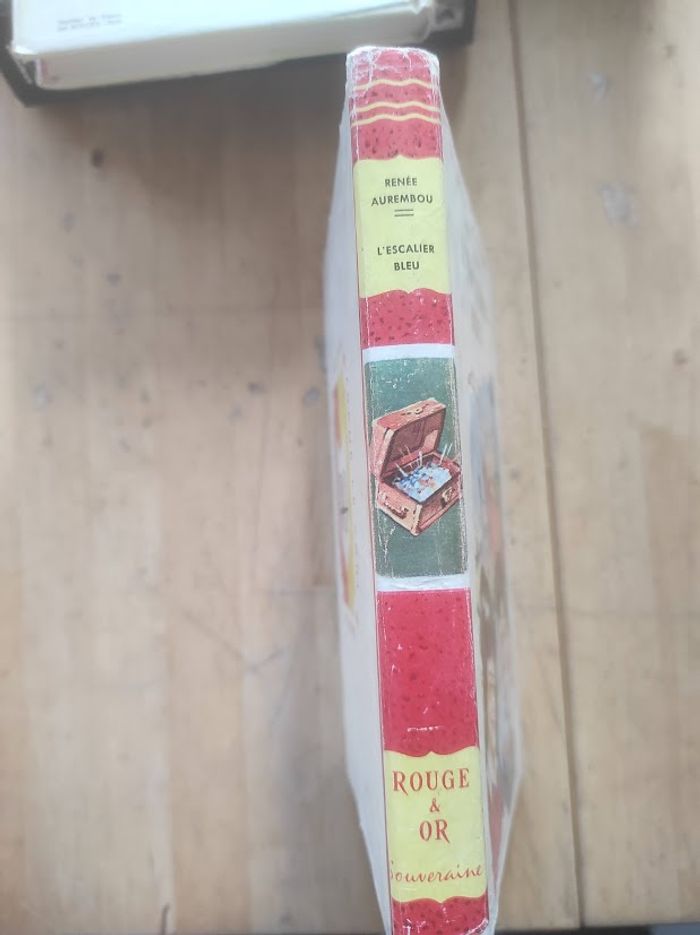 RENÉE
AUREMBOU
L'ESCALIER
BLEU
ROUGE
&
OR
Souveraine